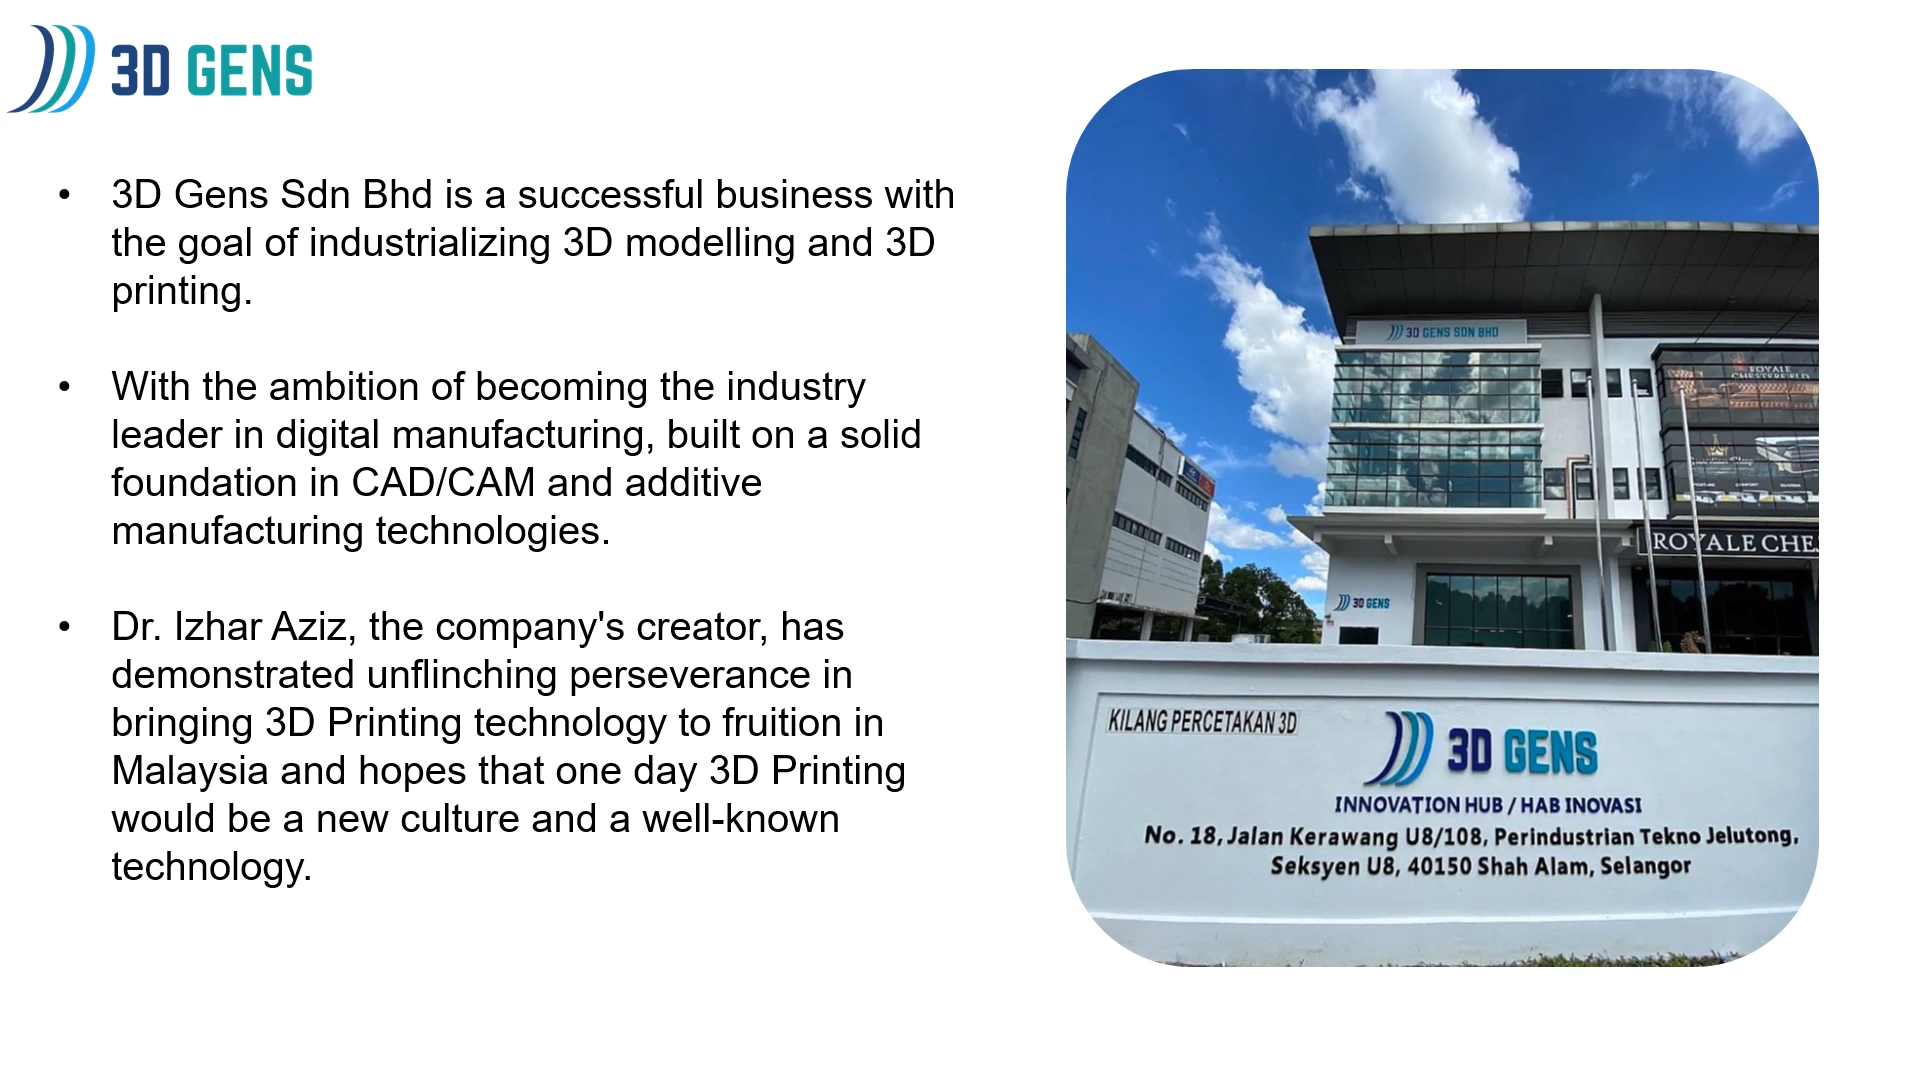 3D GENS
• 3D Gens Sdn Bhd is a successful business with
the goal of industrializing 3D modelling and 3D
printing.
• With the ambition of becoming the industry
leader in digital manufacturing, built on a solid
foundation in CAD/CAM and additive
manufacturing technologies.
• Dr. Izhar Aziz, the company's creator, has
demonstrated unflinching perseverance in
bringing 3D Printing technology to fruition in
Malaysia and hopes that one day 3D Printing
would be a new culture and a well-known
technology.
3D GENS SDN BHD
ROYALE
CHESTERFIELD
ROYALE CHES
3D GENS
KILANG PERCETAKAN 3D
3D GENS
INNOVATION HUB / HAB INOVASI
No. 18, Jalan Kerawang U8/108, Perindustrian Tekno Jelutong,
Seksyen U8, 40150 Shah Alam, Selangor